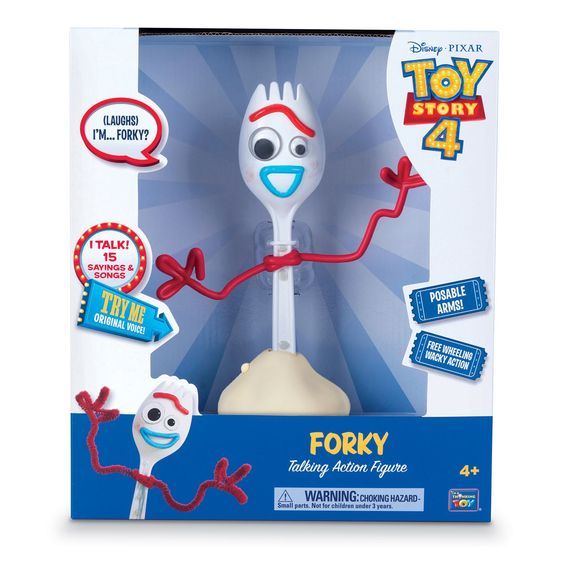 Disney · PIXAR
TOY
STORY
4
(LAUGHS)
I'M... FORKY?
I TALK!
15
SAYINGS &
SONGS
TRY ME
ORIGINAL VOICE!
POSABLE
ARMS!
FREE WHEELING
WACKY ACTION
FORKY
Talking Action Figure
4+
WARNING: CHOKING HAZARD-
Small parts. Not for children under 3 years.
THINKWAY
TOY